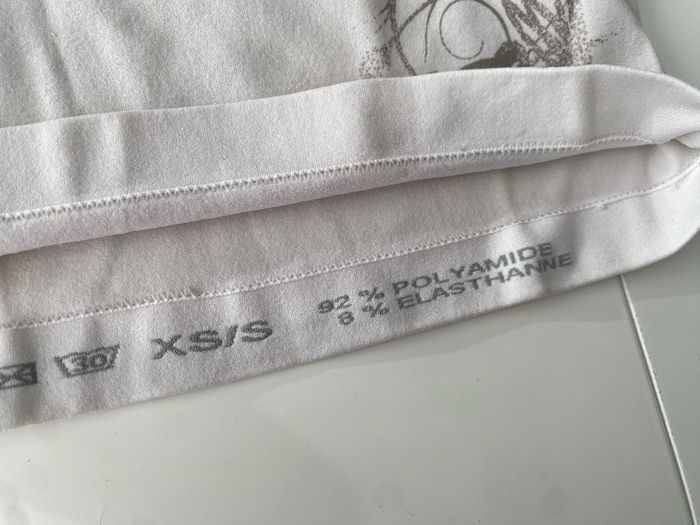 30 XS/S
92 % POLYAMIDE
8 % ELASTHANNE